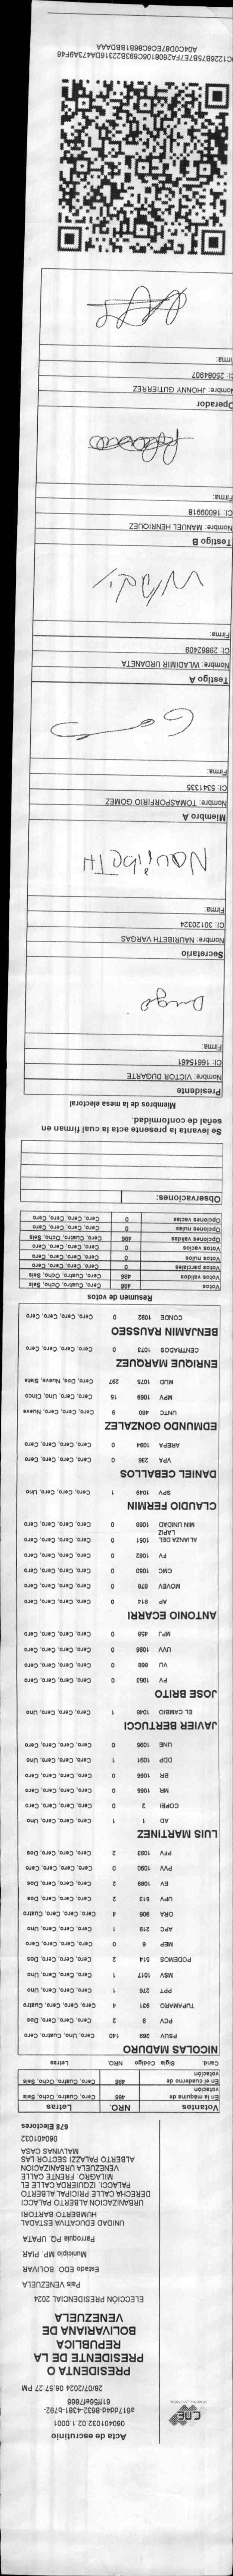 CNE
Acta de escrutinio
060401032.02.1.0001
a617dd4d-8632-4381-b792-
61ff56ef7866
28/07/2024 06:57:27 PM
PRESIDENTA O
PRESIDENTE DE LA
REPUBLICA
BOLIVARIANA DE
VENEZUELA
ELECCIÓN PRESIDENCIAL 2024
Pais VENEZUELA
Estado EDO. BOLIVAR
Municipio MP. PIAR
Parroquia PQ. UPATA
UNIDAD EDUCATIVA ESTADAL
HUMBERTO BARTORI
URBANIZACION ALBERTO PALACCI
DERECHA CALLE PRICIPAL ALBERTO
PALACCI. IZQUIERDA CALLE EL
MILAGRO. FRENTE CALLE
VENEZUELA URBANIZACION
ALBERTO PALAZZI SECTOR LAS
MALVINAS CASA
060401032
678 Electores
Votantes NRO. Letras
En la máquina de votación 486 Cero, Cuatro, Ocho, Seis
En el cuaderno de votación 486 Cero, Cuatro, Ocho, Seis
Cand. Sigla Código NRO. Letras
NICOLAS MADURO
PSUV 269 140 Cero, Uno, Cuatro, Cero
PCV 9 2 Cero, Cero, Cero, Dos
TUPAMARO 931 4 Cero, Cero, Cero, Cuatro
PPT 276 1 Cero, Cero, Cero, Uno
MSV 1017 1 Cero, Cero, Cero, Uno
PODEMOS 514 2 Cero, Cero, Cero, Dos
MEP 6 0 Cero, Cero, Cero, Cero
APC 219 1 Cero, Cero, Cero, Uno
ORA 906 4 Cero, Cero, Cero, Cuatro
UPV 513 2 Cero, Cero, Cero, Dos
EV 1089 2 Cero, Cero, Cero, Dos
PVV 1090 0 Cero, Cero, Cero, Cero
PFV 1093 2 Cero, Cero, Cero, Dos
LUIS MARTINEZ
AD 1 1 Cero, Cero, Cero, Uno
COPEI 2 0 Cero, Cero, Cero, Cero
MR 1065 0 Cero, Cero, Cero, Cero
BR 1066 0 Cero, Cero, Cero, Cero
DDP 1091 1 Cero, Cero, Cero, Uno
UNE 1095 0 Cero, Cero, Cero, Cero
JAVIER BERTUCCI
EL CAMBIO 1048 1 Cero, Cero, Cero, Uno
JOSE BRITO
PV 1053 0 Cero, Cero, Cero, Cero
VU 868 0 Cero, Cero, Cero, Cero
UVV 1096 0 Cero, Cero, Cero, Cero
MPJ 458 0 Cero, Cero, Cero, Cero
ANTONIO ECARRI
AP 814 0 Cero, Cero, Cero, Cero
MOVEV 878 0 Cero, Cero, Cero, Cero
CMC 1050 0 Cero, Cero, Cero, Cero
FV 1062 0 Cero, Cero, Cero, Cero
ALIANZA DEL LAPIZ 1051 0 Cero, Cero, Cero, Cero
MIN UNIDAD 1068 0 Cero, Cero, Cero, Cero
CLAUDIO FERMIN
SPV 1049 1 Cero, Cero, Cero, Uno
DANIEL CEBALLOS
VPA 236 0 Cero, Cero, Cero, Cero
AREPA 1094 0 Cero, Cero, Cero, Cero
EDMUNDO GONZALEZ
UNTC 460 9 Cero, Cero, Cero, Nueve
MPV 1069 15 Cero, Cero, Uno, Cinco
MUD 1075 297 Cero, Dos, Nueve, Siete
ENRIQUE MARQUEZ
CENTRADOS 1073 0 Cero, Cero, Cero, Cero
BENJAMIN RAUSSEO
CONDE 1092 0 Cero, Cero, Cero, Cero
Resumen de votos
Votos 486 Cero, Cuatro, Ocho, Seis
Votos validos 486 Cero, Cuatro, Ocho, Seis
Votos parciales 0 Cero, Cero, Cero, Cero
Votos nulos 0 Cero, Cero, Cero, Cero
Votos vacios 0 Cero, Cero, Cero, Cero
Opciones validas 486 Cero, Cuatro, Ocho, Seis
Opciones nulas 0 Cero, Cero, Cero, Cero
Opciones vacias 0 Cero, Cero, Cero, Cero
Observaciones:
Se levanta la presente acta la cual firman en
señal de conformidad.
Miembros de la mesa electoral
Presidente
Nombre: VICTOR DUGARTE
CI: 16615461
Firma:
Dugo
Secretario
Nombre: NAURIBETH VARGAS
CI: 30120324
Firma:
NauribeTH
Miembro A
Nombre: TOMASPORFIRIO GOMEZ
CI: 5341335
Firma:
Testigo A
Nombre: WLADIMIR URDANETA
CI: 29862409
Firma:
Testigo B
Nombre: MANUEL HENRIQUEZ
CI: 16009918
Firma:
Operador
Nombre: JHONNY GUTIERREZ
CI: 25084907
Firma:
C1226B75B7E7FA2608106C693B22316DA473A9F46
A04C0D87EC6C86B1BBDAAA